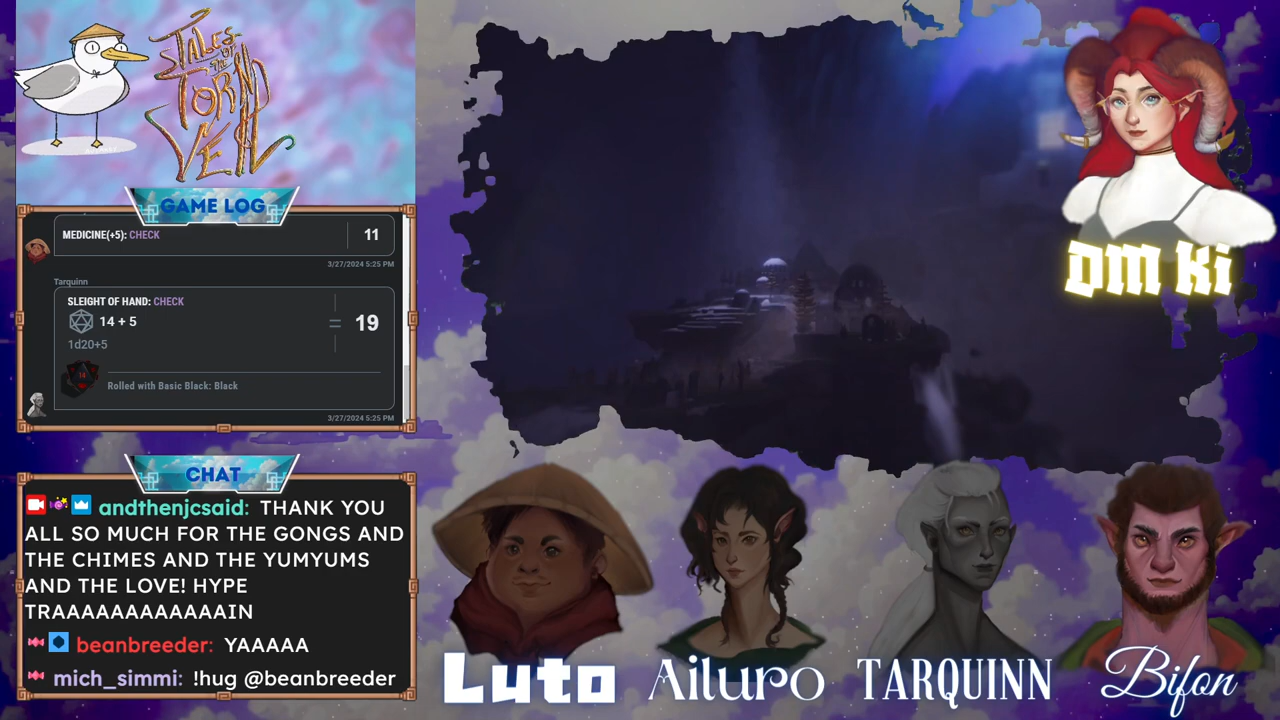 TALES
OF
THE
TORN
VEIL
GAME LOG
MEDICINE(+5): CHECK
11
3/27/2024 5:25 PM
Tarquinn
SLEIGHT OF HAND: CHECK
14 + 5
= 19
1d20+5
Rolled with Basic Black: Black
3/27/2024 5:25 PM
CHAT
andthenjcsaid: THANK YOU
ALL SO MUCH FOR THE GONGS AND
THE CHIMES AND THE YUMYUMS
AND THE LOVE! HYPE
TRAAAAAAAAAAAAIN
beanbreeder: YAAAAA
mich_simmi: !hug @beanbreeder
DM Ki
Luto
Ailuro
TARQUINN
Bifon